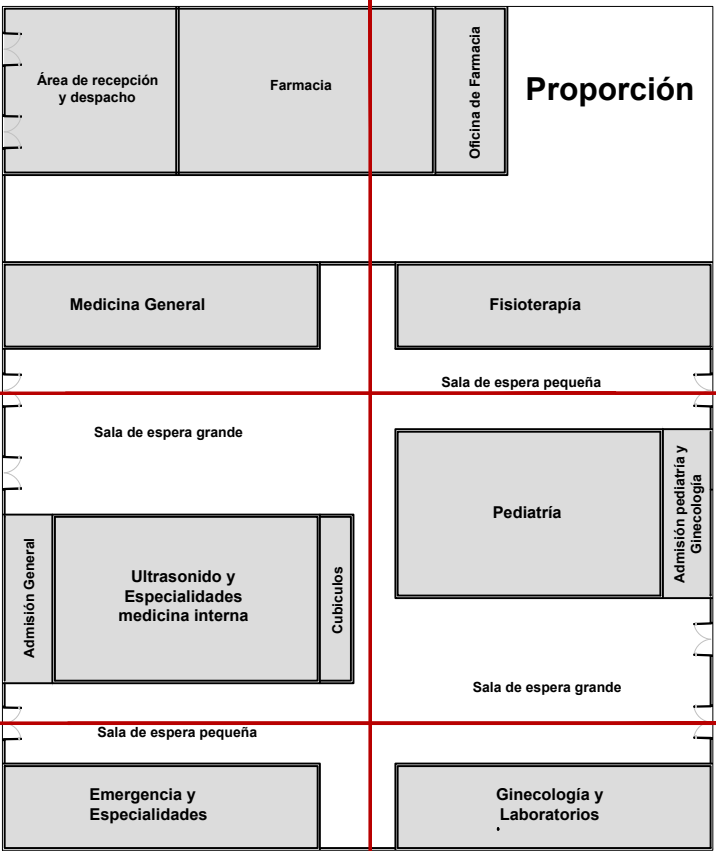 Área de recepción
y despacho
Farmacia
Oficina de Farmacia
Proporción
Medicina General
Fisioterapía
Sala de espera pequeña
Sala de espera grande
Pediatría
Admisión pediatría y
Ginecología
Admisión General
Ultrasonido y
Especialidades
medicina interna
Cubiculos
Sala de espera grande
Sala de espera pequeña
Emergencia y
Especialidades
Ginecología y
Laboratorios